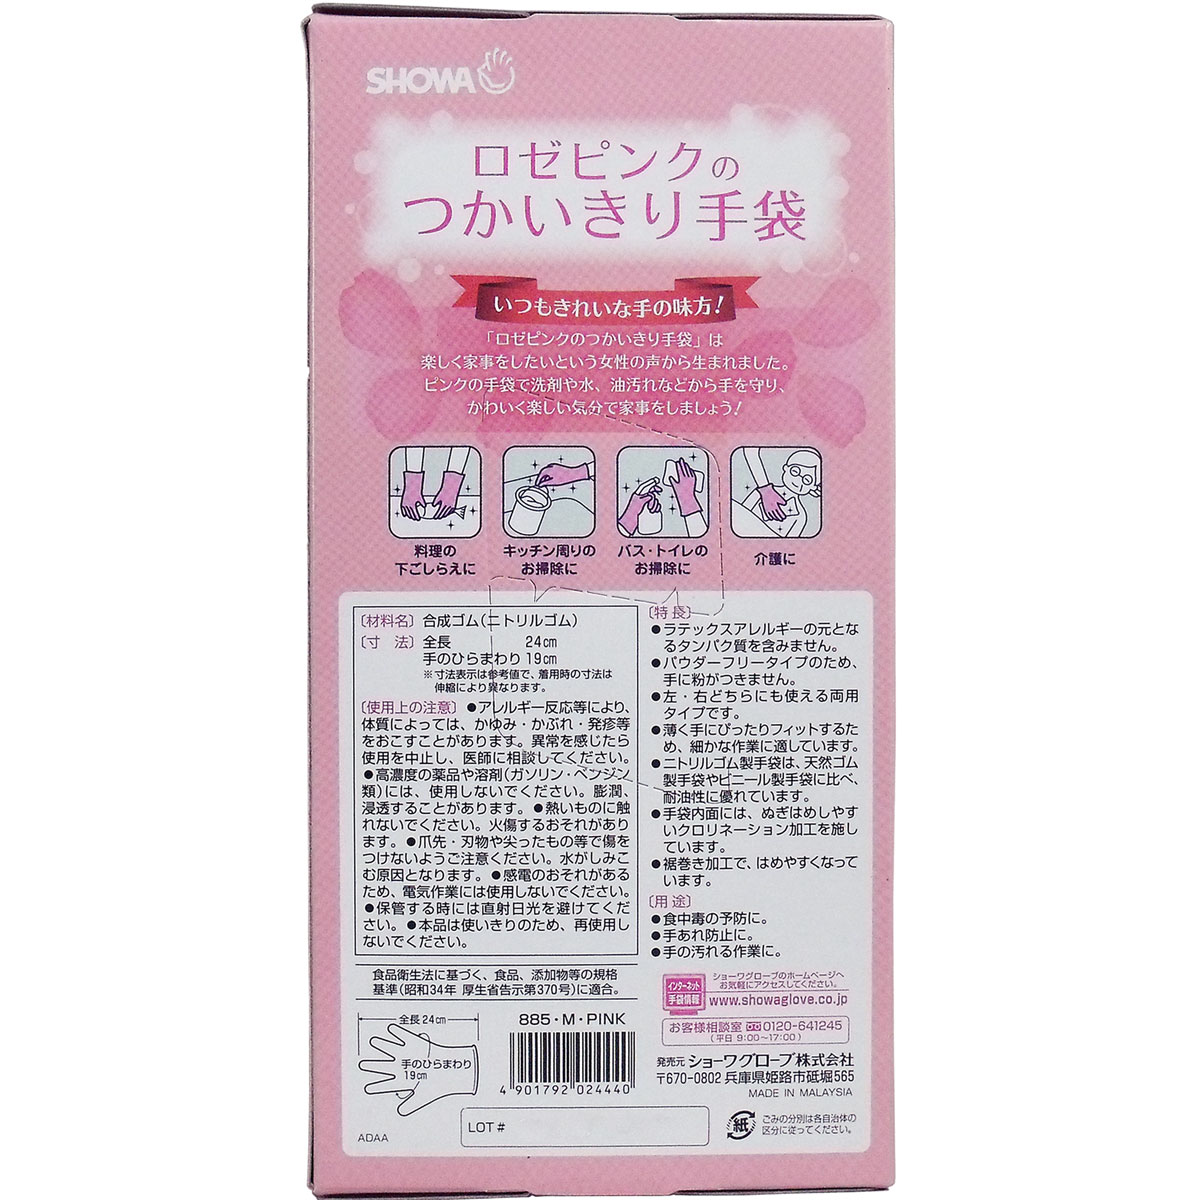 SHOWA
ロゼピンクの
つかいきり手袋
いつもきれいな手の味方!
「ロゼピンクのつかいきり手袋」は
楽しく家事をしたいという女性の声から生まれました。
ピンクの手袋で洗剤や水、油汚れなどから手を守り、
かわいく楽しい気分で家事をしましょう!
料理の
下ごしらえに
キッチン周りの
お掃除に
バス・トイレの
お掃除に
介護に
〔材料名〕合成ゴム(ニトリルゴム)
〔寸 法〕全長 24cm
手のひらまわり 19cm
※寸法表示は参考値で、着用時の寸法は
伸縮により異なります。
〔使用上の注意〕●アレルギー反応等により、
体質によっては、かゆみ・かぶれ・発疹等
をおこすことがあります。異常を感じたら
使用を中止し、医師に相談してください。
●高濃度の薬品や溶剤(ガソリン・ベンジン
類)には、使用しないでください。膨潤、
浸透することがあります。●熱いものに触
れないでください。火傷するおそれがあり
ます。●爪先・刃物や尖ったもの等で傷を
つけないようご注意ください。水がしみこ
む原因となります。●感電のおそれがある
ため、電気作業には使用しないでください。
●保管する時には直射日光を避けてくだ
さい。●本品は使いきりのため、再使用し
ないでください。
食品衛生法に基づく、食品、添加物等の規格
基準(昭和34年 厚生省告示第370号)に適合。
全長24cm
手のひらまわり
19cm
ADAA
885・M・PINK
4 901792 024440
LOT #
〔特 長〕
●ラテックスアレルギーの元とな
るタンパク質を含みません。
●パウダーフリータイプのため、
手に粉がつきません。
●左・右どちらにも使える両用
タイプです。
●薄く手にぴったりフィットするた
め、細かな作業に適しています。
●ニトリルゴム製手袋は、天然ゴム
製手袋やビニール製手袋に比べ、
耐油性に優れています。
●手袋内面には、ぬぎはめしやす
いクロリネーション加工を施し
ています。
●裾巻き加工で、はめやすくなって
います。
〔用 途〕
●食中毒の予防に。
●手あれ防止に。
●手の汚れる作業に。
インターネット
手袋情報
ショーワグローブのホームページへ
お気軽にアクセスしてください。
www.showaglove.co.jp
お客様相談室 0120-641245
(平日 9:00~17:00)
発売元 ショーワグローブ株式会社
〒670-0802 兵庫県姫路市砥堀565
MADE IN MALAYSIA
紙
ごみの分別は各自治体の
区分に従ってください。